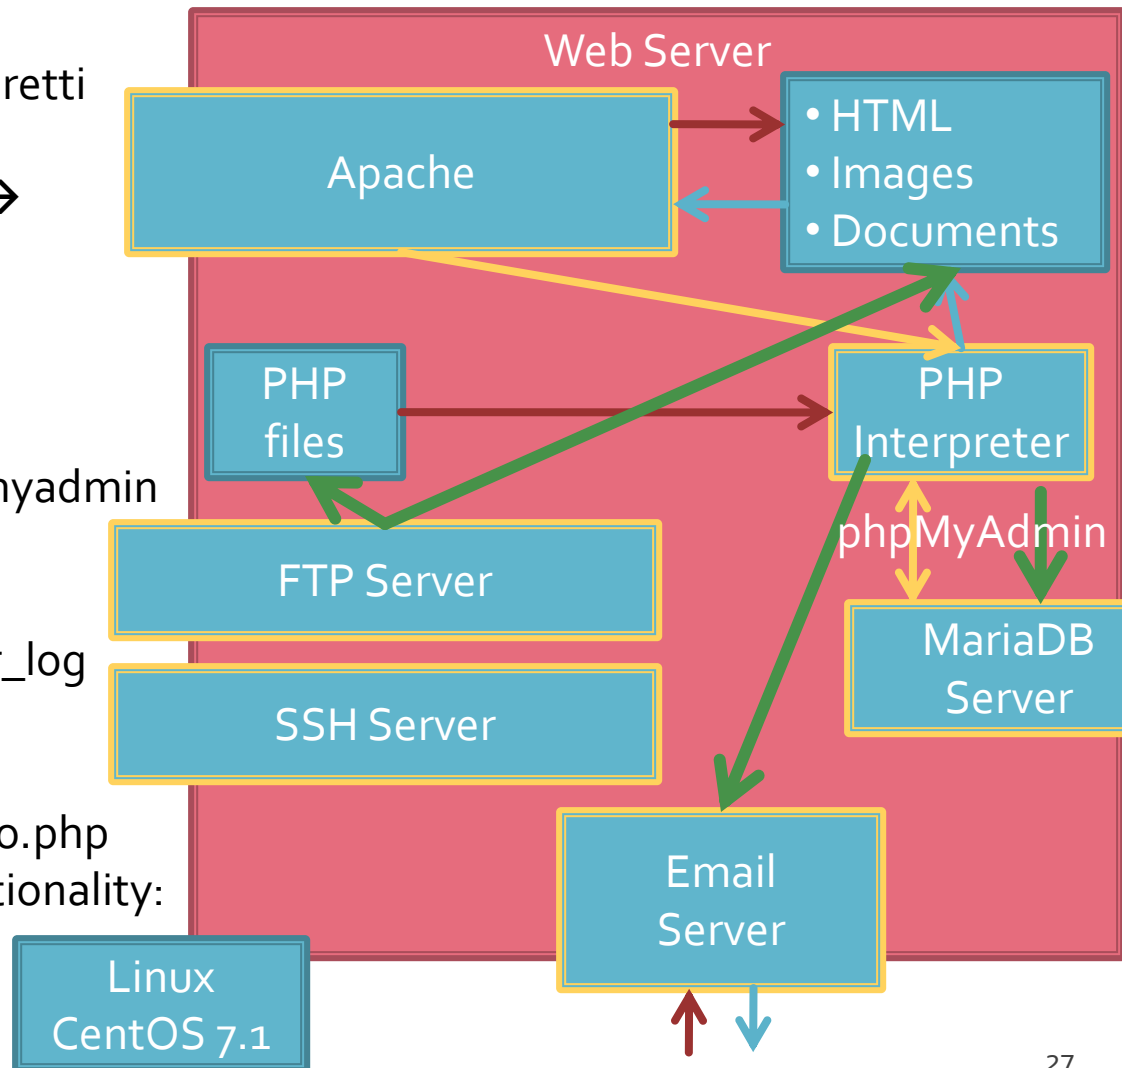 Web Server
retti
• HTML
• Images
• Documents
Apache
PHP
files
PHP
Interpreter
nyadmin
phpMyAdmin
FTP Server
MariaDB
Server
_log
SSH Server
o.php
tionality:
Email
Server
Linux
CentOS 7.1
27